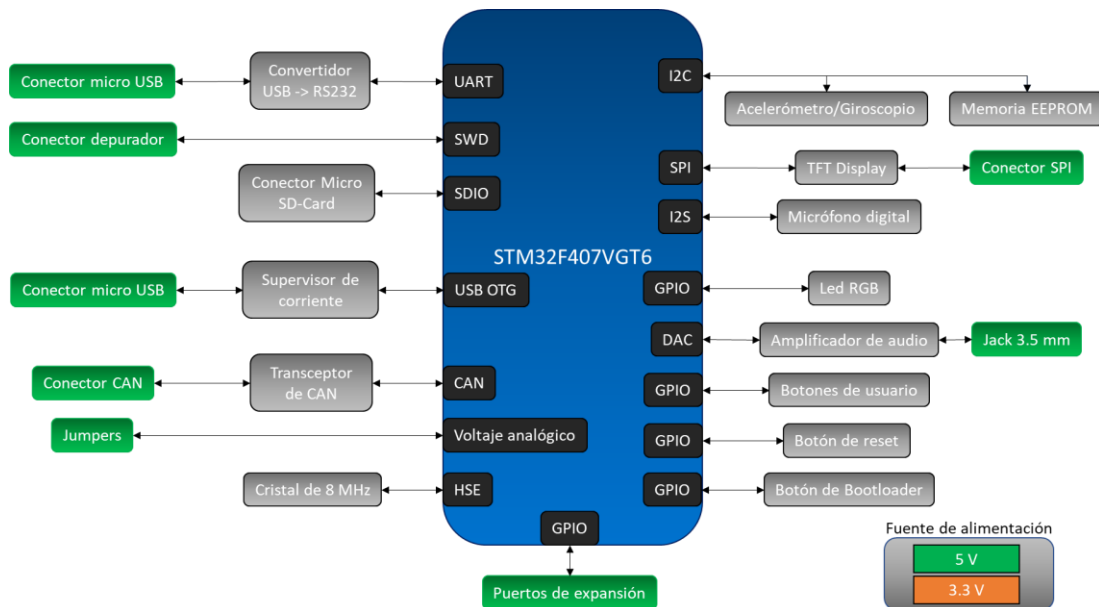 Conector micro USB
Convertidor
USB -> RS232
UART
Conector depurador
SWD
Conector Micro
SD-Card
SDIO
Conector micro USB
Supervisor de
corriente
USB OTG
Conector CAN
Transceptor
de CAN
CAN
Jumpers
Voltaje analógico
Cristal de 8 MHz
HSE
STM32F407VGT6
I2C
Acelerómetro/Giroscopio
Memoria EEPROM
SPI
TFT Display
Conector SPI
I2S
Micrófono digital
GPIO
Led RGB
DAC
Amplificador de audio
Jack 3.5 mm
GPIO
Botones de usuario
GPIO
Botón de reset
GPIO
Botón de Bootloader
GPIO
Puertos de expansión
Fuente de alimentación
5 V
3.3 V